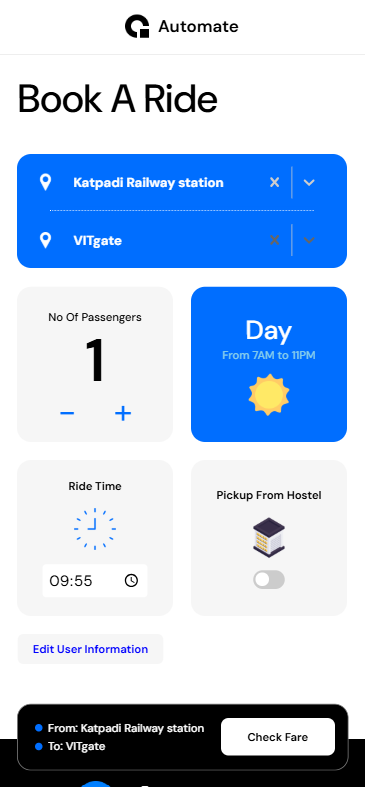 Automate
Book A Ride
Katpadi Railway station
VITgate
No Of Passengers
1
Day
From 7AM to 11PM
Ride Time
09:55
Pickup From Hostel
Edit User Information
From: Katpadi Railway station
To: VITgate
Check Fare